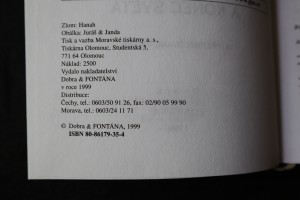 Zlom: Hanah
Obálka: Juráš & Janda
Tisk a vazba Moravské tiskárny a. s.,
Tiskárna Olomouc, Studentská 5,
771 64 Olomouc
Náklad: 2500
Vydalo nakladatelství
Dobra & FONTÁNA
v roce 1999
Distribuce:
Čechy, tel.: 0603/50 91 26, fax: 02/90 05 99 90
Morava, tel.: 0603/24 11 71
© Dobra & FONTÁNA, 1999
ISBN 80-86179-35-4